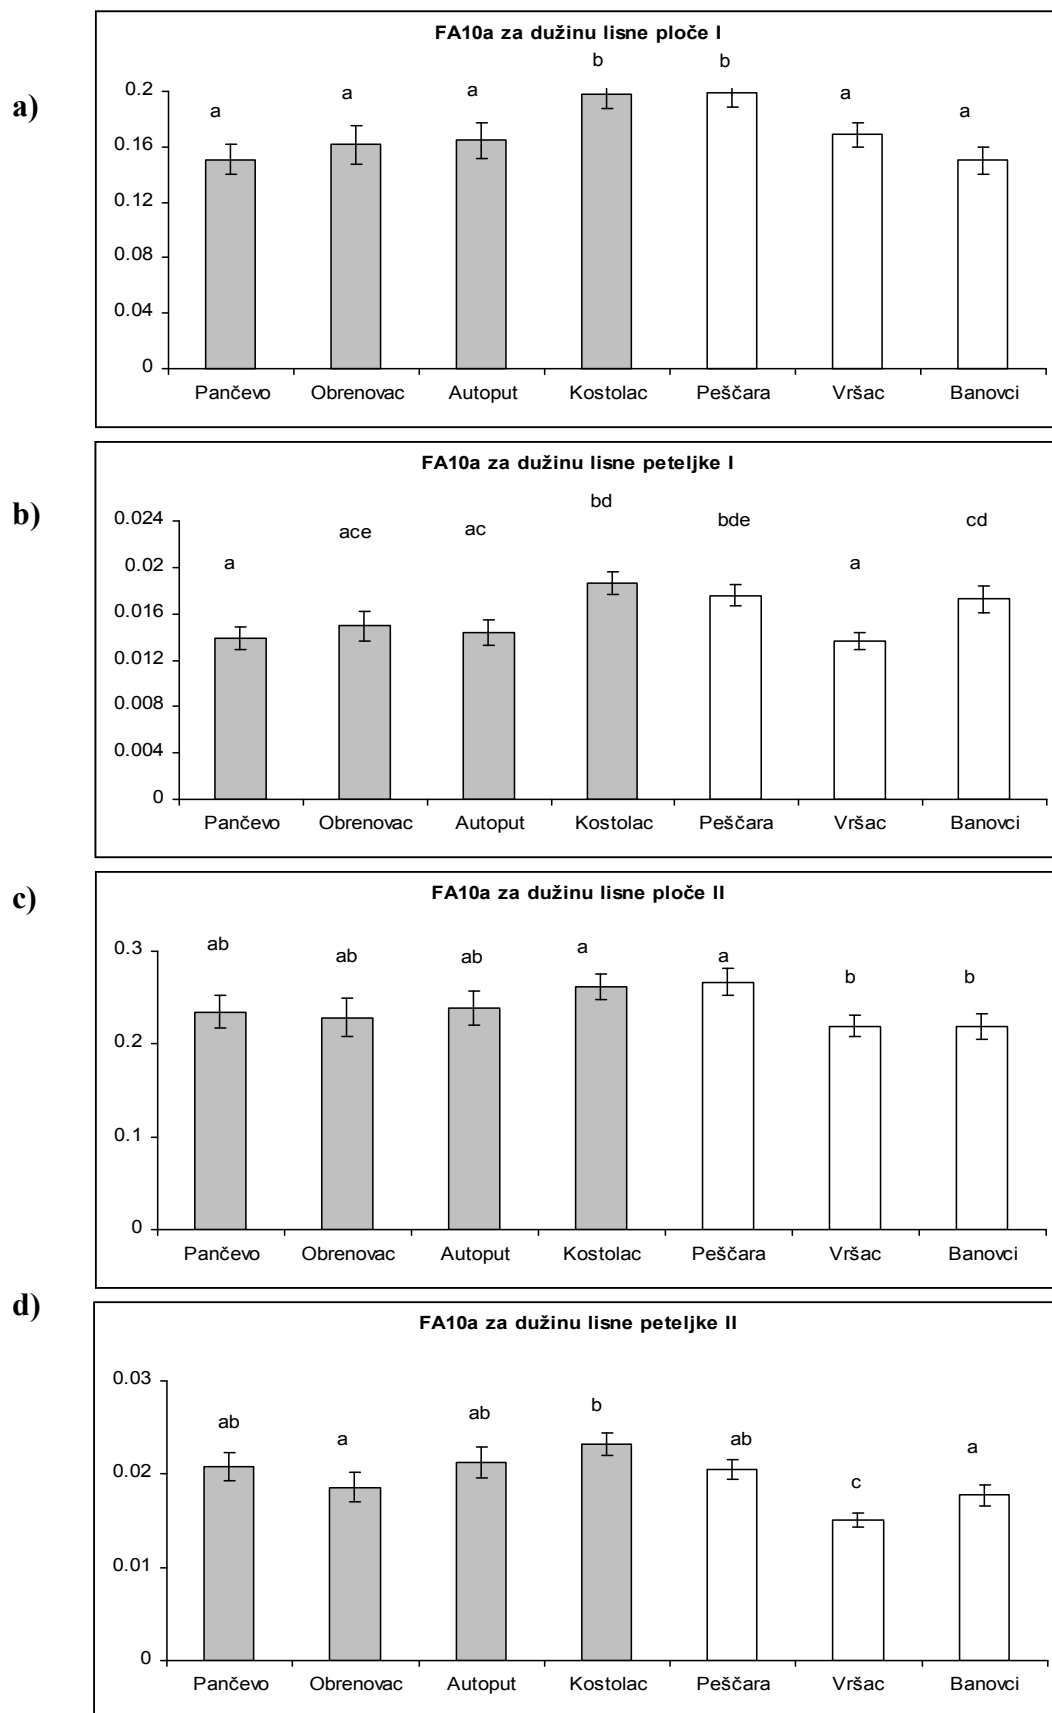 a)
FA10a za dužinu lisne ploče I
a a a b b a a
0.2
0.16
0.12
0.08
0.04
0
Pančevo Obrenovac Autoput Kostolac Peščara Vršac Banovci
b)
FA10a za dužinu lisne peteljke I
a ace ac bd bde a cd
0.024
0.02
0.016
0.012
0.008
0.004
0
Pančevo Obrenovac Autoput Kostolac Peščara Vršac Banovci
c)
FA10a za dužinu lisne ploče II
ab ab ab a a b b
0.3
0.2
0.1
0
Pančevo Obrenovac Autoput Kostolac Peščara Vršac Banovci
d)
FA10a za dužinu lisne peteljke II
ab a ab b ab c a
0.03
0.02
0.01
0
Pančevo Obrenovac Autoput Kostolac Peščara Vršac Banovci